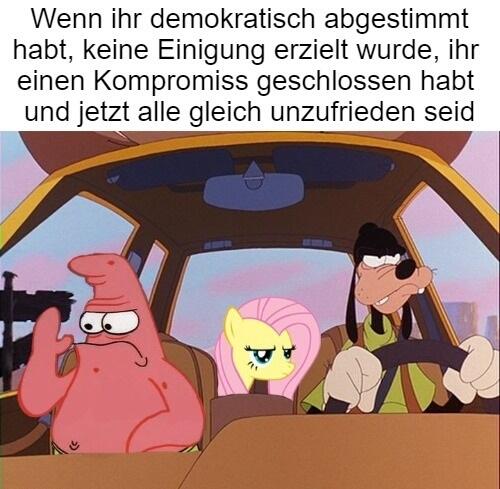 Wenn ihr demokratisch abgestimmt
habt, keine Einigung erzielt wurde, ihr
einen Kompromiss geschlossen habt
und jetzt alle gleich unzufrieden seid